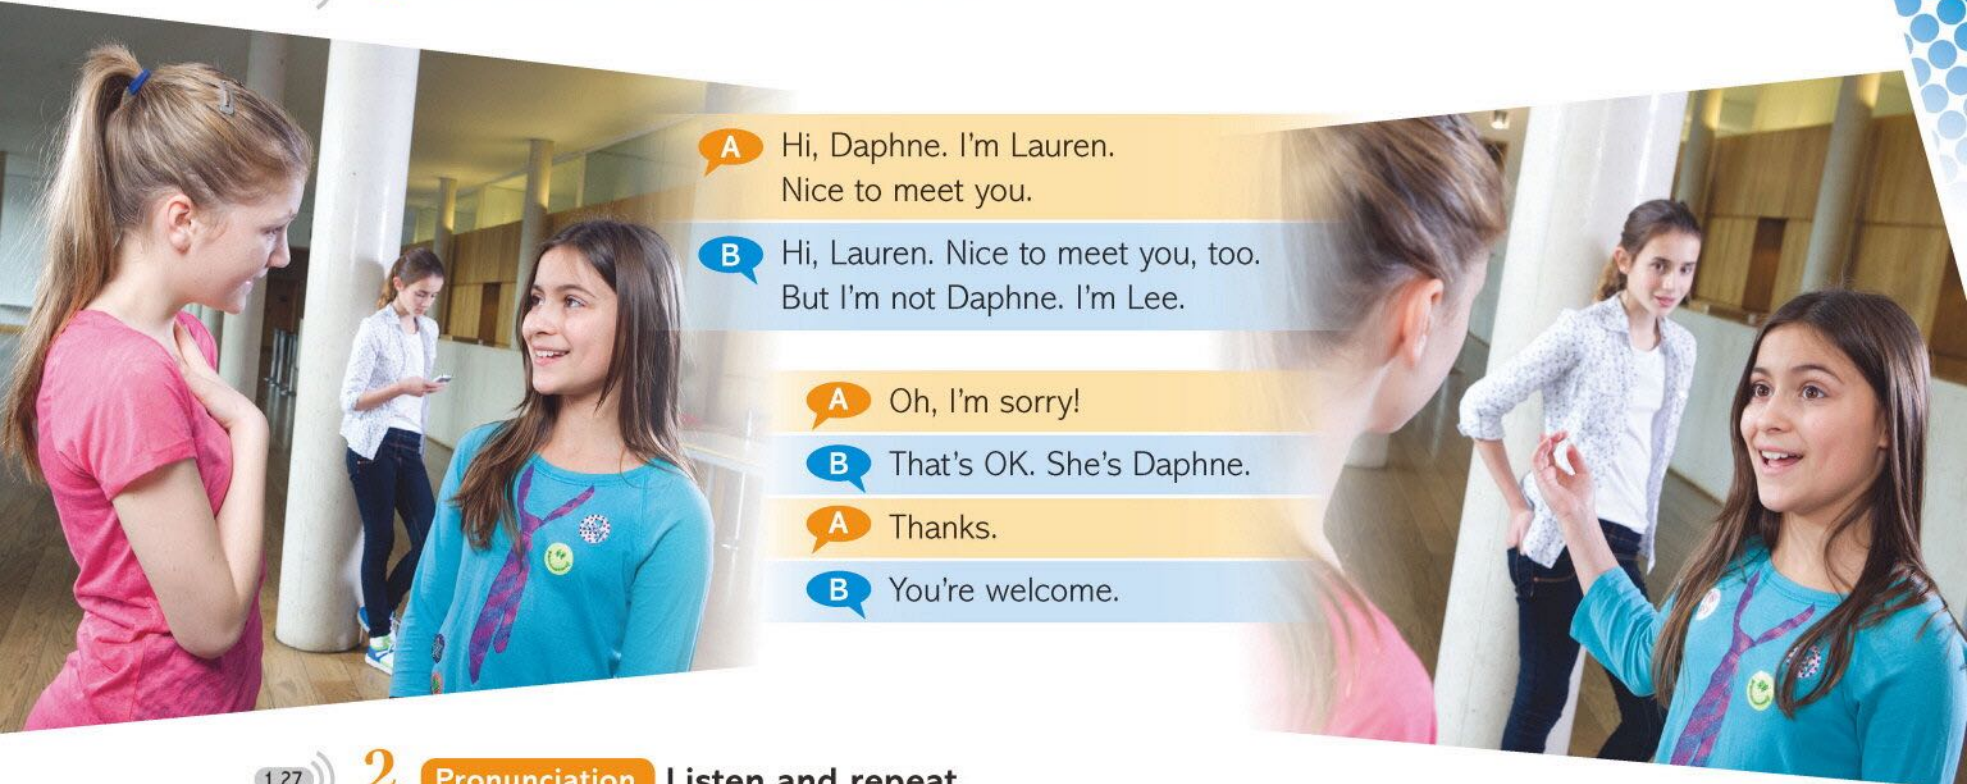 A Hi, Daphne. I'm Lauren.
Nice to meet you.
B Hi, Lauren. Nice to meet you, too.
But I'm not Daphne. I'm Lee.
A Oh, I'm sorry!
B That's OK. She's Daphne.
A Thanks.
B You're welcome.
1.27 2 Pronunciation Listen and repeat.